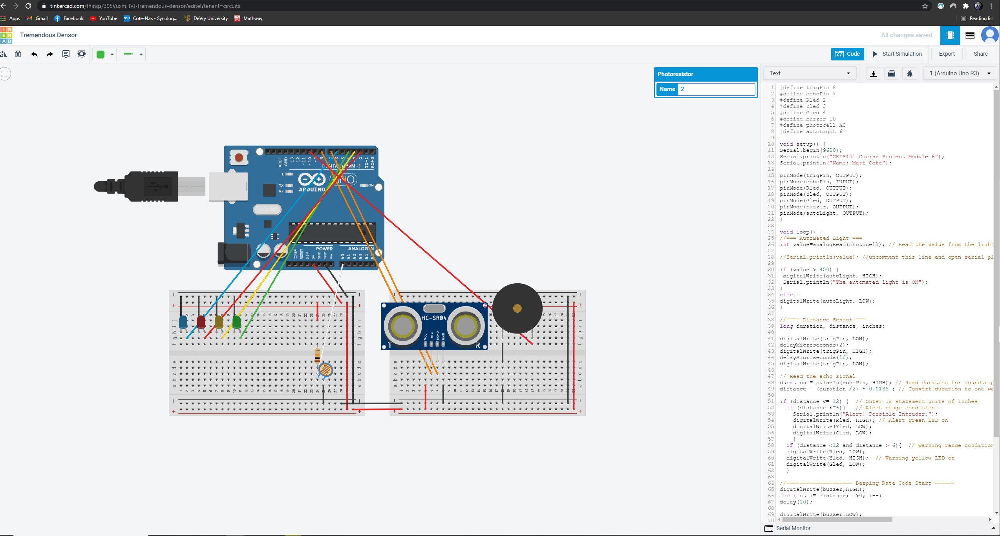 tinkercad.com/things/305VuxmFlVJ-tremendous-densor/editel?tenant=circuits
Apps Gmail Facebook YouTube DSM Cote-Nas - Synolog... DeVry University Mathway Reading list
Tremendous Densor
All changes saved
Code Start Simulation Export Share
Photoresistor
Name 2
Text
1 (Arduino Uno R3)
1 #define trigPin 8
2 #define echoPin 7
3 #define Rled 2
4 #define Yled 3
5 #define Gled 4
6 #define buzzer 10
7 #define photocell A0
8 #define autoLight 6
9
10 void setup() {
11 Serial.begin(9600);
12 Serial.println("CEIS101 Course Project Module 6");
13 Serial.println("Name: Matt Cote");
14
15 pinMode(trigPin, OUTPUT);
16 pinMode(echoPin, INPUT);
17 pinMode(Rled, OUTPUT);
18 pinMode(Yled, OUTPUT);
19 pinMode(Gled, OUTPUT);
20 pinMode(buzzer, OUTPUT);
21 pinMode(autoLight, OUTPUT);
22 }
23
24 void loop() {
25 //=== Automated Light ===
26 int value=analogRead(photocell); // Read the value from the light
27
28 //Serial.println(value); //uncomment this line and open serial pl
29
30 if (value > 450) {
31 digitalWrite(autoLight, HIGH);
32 Serial.println("The automated light is ON");
33 }
34 else {
35 digitalWrite(autoLight, LOW);
36 }
37
38 //==== Distance Sensor ===
39 long duration, distance, inches;
40
41 digitalWrite(trigPin, LOW);
42 delayMicroseconds(2);
43 digitalWrite(trigPin, HIGH);
44 delayMicroseconds(10);
45 digitalWrite(trigPin, LOW);
46
47 // Read the echo signal
48 duration = pulseIn(echoPin, HIGH); // Read duration for roundtrip
49 distance = (duration /2) * 0.0135 ; // Convert duration to one wa
50
51 if (distance <= 12) { // Outer IF statement units of inches
52 if (distance <=6){ // Alert range condition
53 Serial.println("Alert! Possible Intruder.");
54 digitalWrite(Rled, HIGH); // Alert green LED on
55 digitalWrite(Yled, LOW);
56 digitalWrite(Gled, LOW);
57 }
58 if (distance <12 and distance > 6){ // Warning range condition
59 digitalWrite(Rled, LOW);
60 digitalWrite(Yled, HIGH); // Warning yellow LED on
61 digitalWrite(Gled, LOW);
62 }
63
64 //==================== Beeping Rate Code Start ======
65 digitalWrite(buzzer,HIGH);
66 for (int i= distance; i>0; i--)
67 delay(10);
68
69 digitalWrite(buzzer,LOW);
70
Serial Monitor
AREF GND 13 12 ~11 ~10 8 2 TX→1 RX←0
L
TX
RX
ARDUINO
UNO
ON
IOREF RESET 3.3V 5V GND GND Vin A0 A1 A2 A3 A4
POWER
HC-SR04
Vcc TRIG ECHO GND
T R